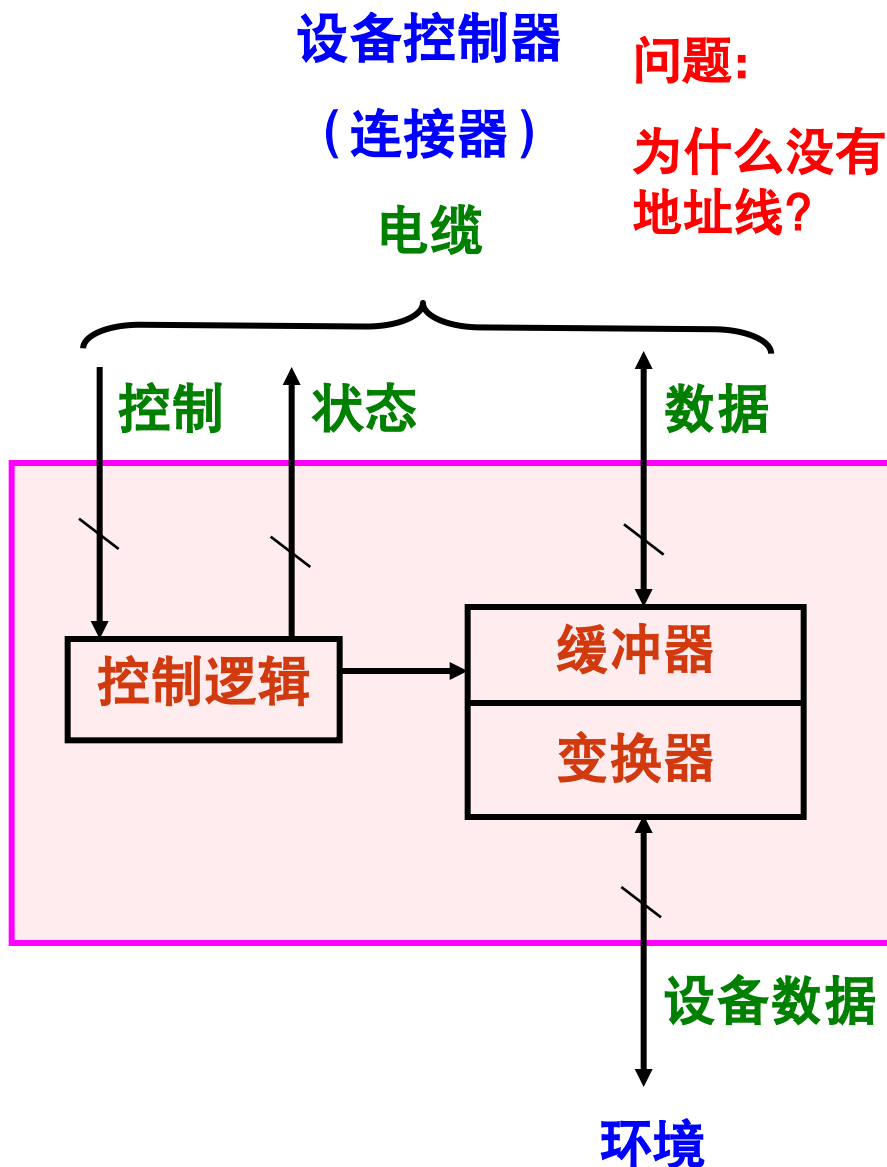 设备控制器
（连接器）
电缆
问题:
为什么没有
地址线?
控制
状态
数据
控制逻辑
缓冲器
变换器
设备数据
环境